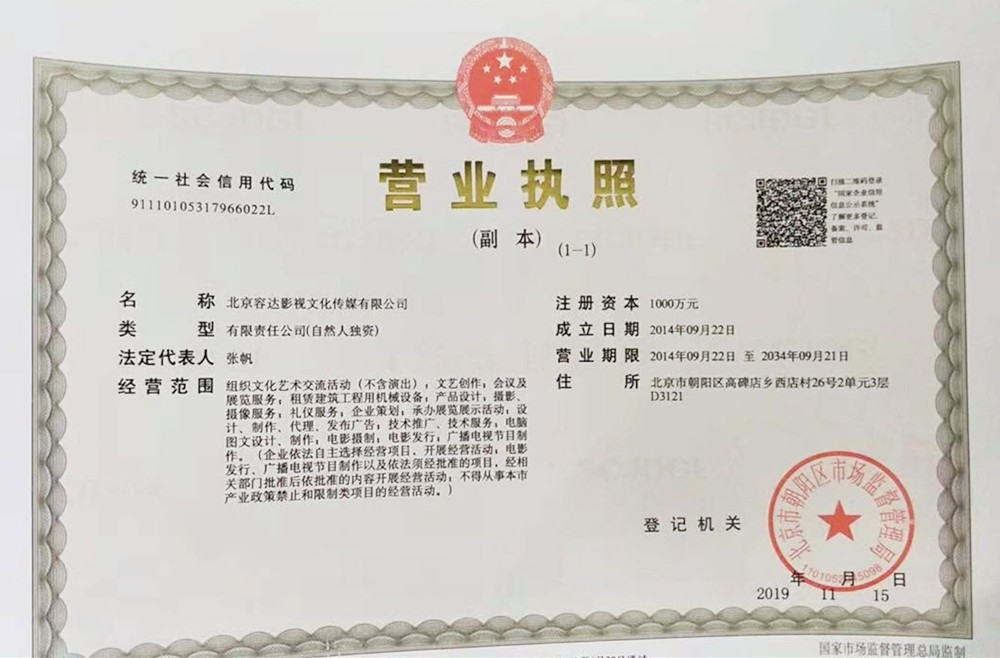 统一社会信用代码
91110105317966022L
营业执照
(副 本) (1-1)
扫描二维码登录
"国家企业信用
信息公示系统"
了解更多登记、
备案、许可、监
管信息
名 称 北京容达影视文化传媒有限公司
类 型 有限责任公司(自然人独资)
法定代表人 张帆
经营范围 组织文化艺术交流活动（不含演出）；文艺创作；会议及
展览服务；租赁建筑工程用机械设备；产品设计；摄影、
摄像服务；礼仪服务；企业策划；承办展览展示活动；设
计、制作、代理、发布广告；技术推广、技术服务；电脑
图文设计、制作；电影摄制；电影发行；广播电视节目制
作。（企业依法自主选择经营项目，开展经营活动；电影
发行、广播电视节目制作以及依法须经批准的项目，经相
关部门批准后依批准的内容开展经营活动；不得从事本市
产业政策禁止和限制类项目的经营活动。）
注册资本 1000万元
成立日期 2014年09月22日
营业期限 2014年09月22日 至 2034年09月21日
住 所 北京市朝阳区高碑店乡西店村26号2单元3层
D3121
登记机关
北京市朝阳区市场监督管理局
2019 年 11 月 15 日
国家市场监督管理总局监制